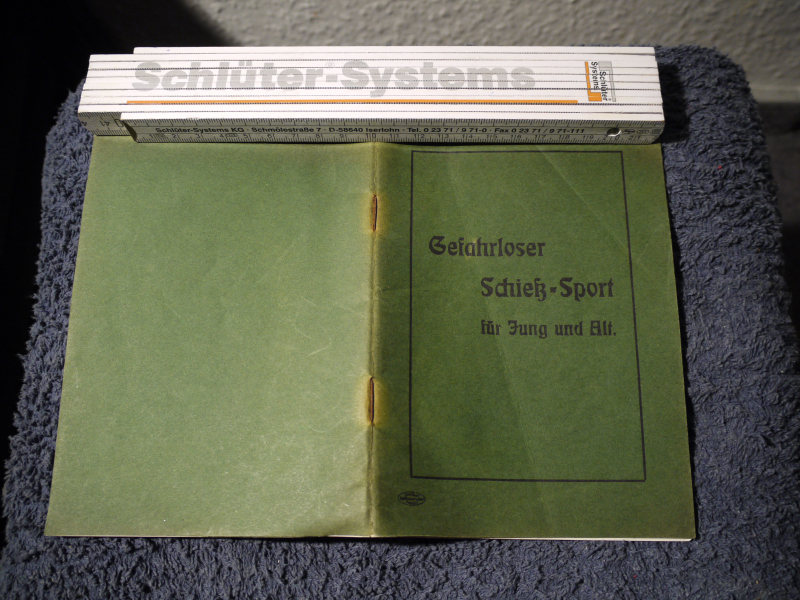 Schlüter®-Systems
Schlüter
Systems
Schlüter-Systems KG · Schmölestraße 7 · D-58640 Iserlohn · Tel. 0 23 71 / 9 71-0 · Fax 0 23 71 / 9 71-111
Gefahrloser
Schieß-Sport
für Jung und Alt.